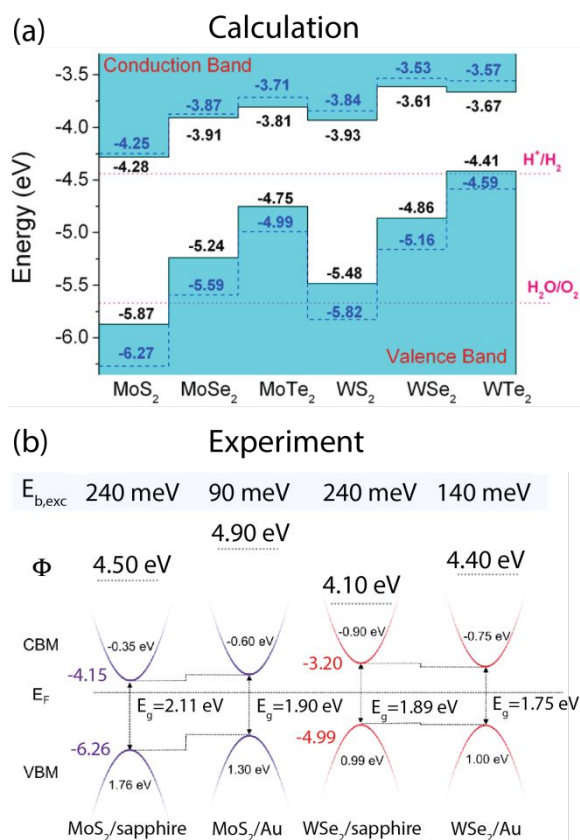 (a) Calculation
Energy (eV)
-3.5
-4.0
-4.5
-5.0
-5.5
-6.0
Conduction Band
-4.25
-3.87
-3.71
-3.84
-3.53
-3.57
-4.28
-3.91
-3.81
-3.93
-3.61
-3.67
H⁺/H₂
-4.41
-4.59
-4.75
-4.99
-4.86
-5.16
-5.24
-5.59
-5.48
-5.82
H₂O/O₂
-5.87
-6.27
Valence Band
MoS₂ MoSe₂ MoTe₂ WS₂ WSe₂ WTe₂
(b) Experiment
E_b,exc 240 meV 90 meV 240 meV 140 meV
Φ 4.50 eV 4.90 eV 4.10 eV 4.40 eV
CBM -0.35 eV -0.60 eV -0.90 eV -0.75 eV
-4.15 -3.20
E_F
E_g=2.11 eV E_g=1.90 eV E_g=1.89 eV E_g=1.75 eV
-6.26 -4.99
VBM 1.76 eV 1.30 eV 0.99 eV 1.00 eV
MoS₂/sapphire MoS₂/Au WSe₂/sapphire WSe₂/Au